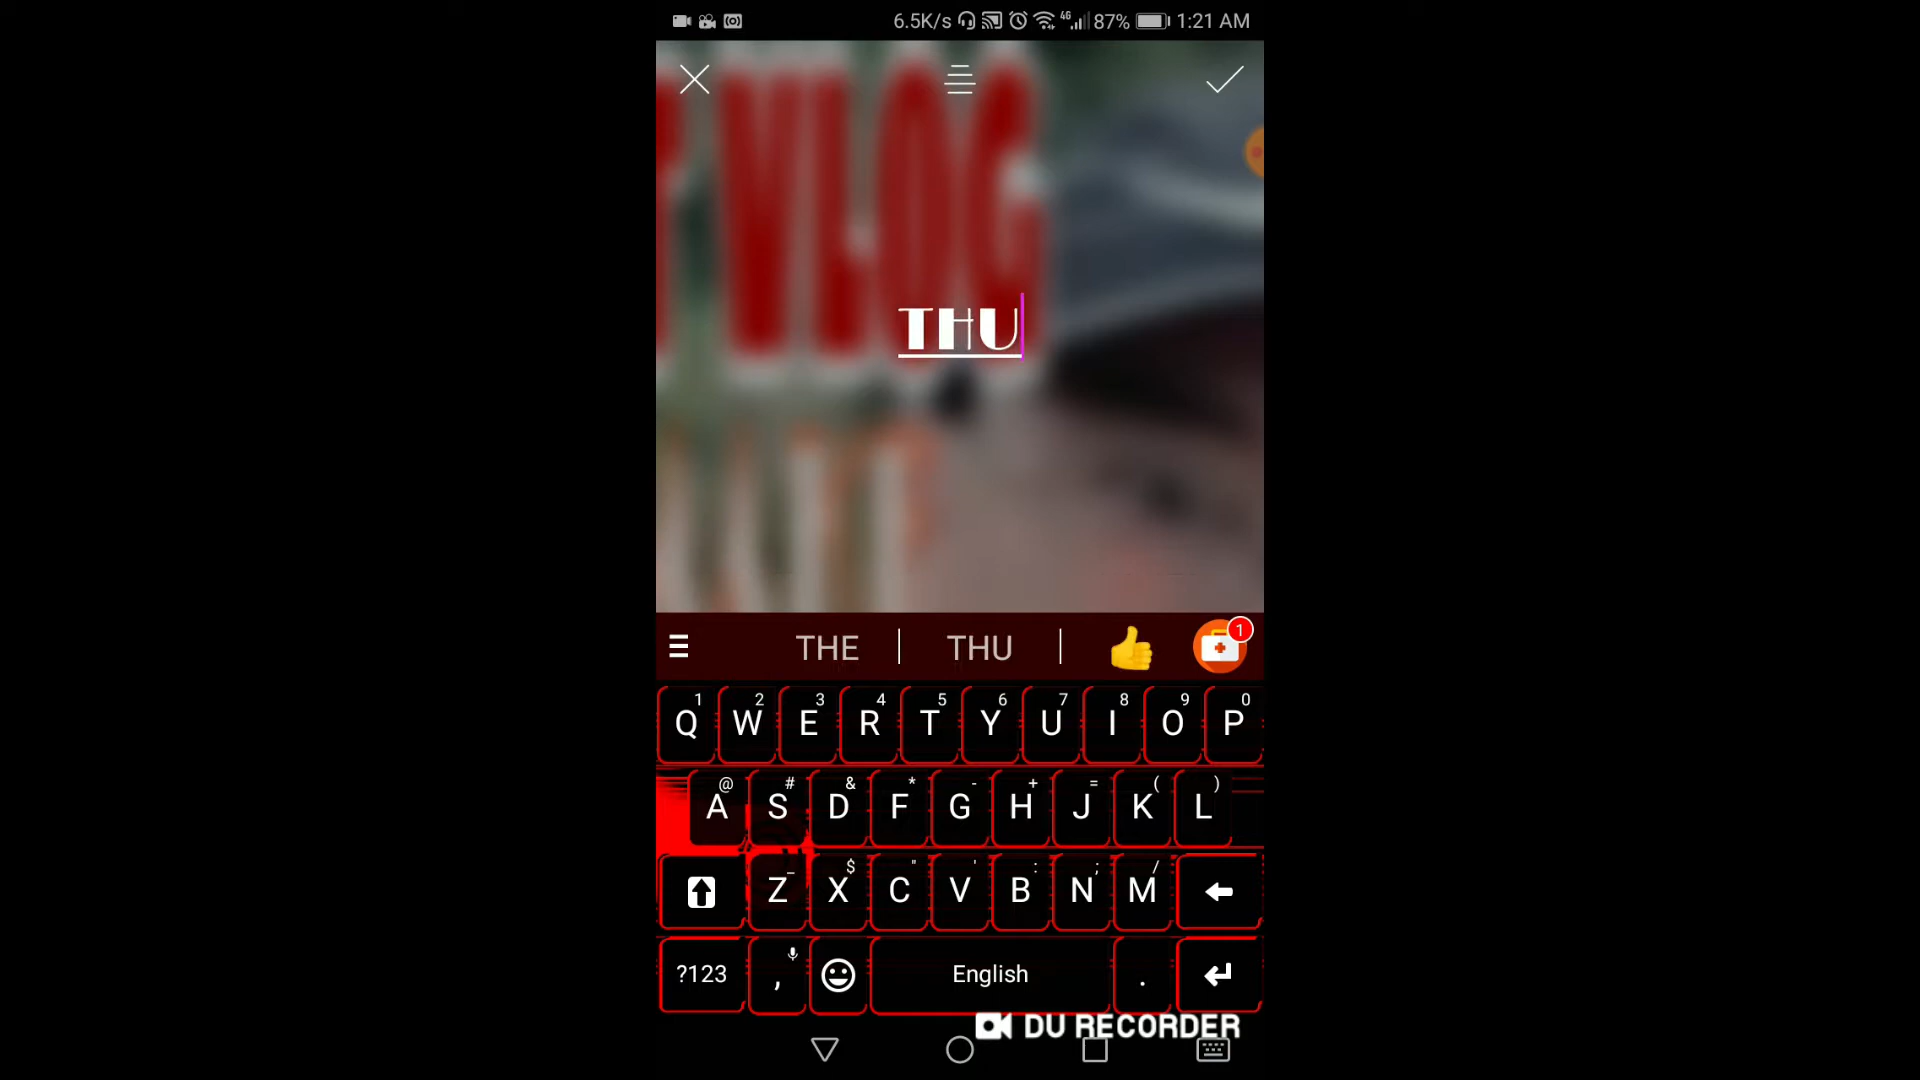 6.5K/s 4G 87% 1:21 AM
VLOG
THU
THE THU 👍 1
1 2 3 4 5 6 7 8 9 0
Q W E R T Y U I O P
@ # & * - + = ( )
A S D F G H J K L
_ $ " ' : ; /
Z X C V B N M
?123 , English .
DU RECORDER